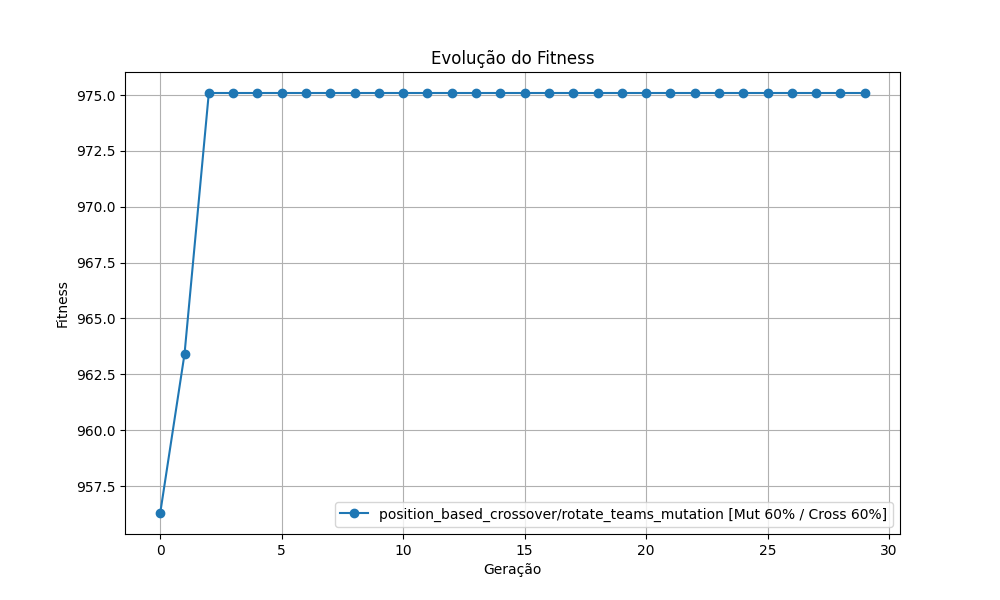 Evolução do Fitness
Fitness
975.0
972.5
970.0
967.5
965.0
962.5
960.0
957.5
position_based_crossover/rotate_teams_mutation [Mut 60% / Cross 60%]
0 5 10 15 20 25 30
Geração